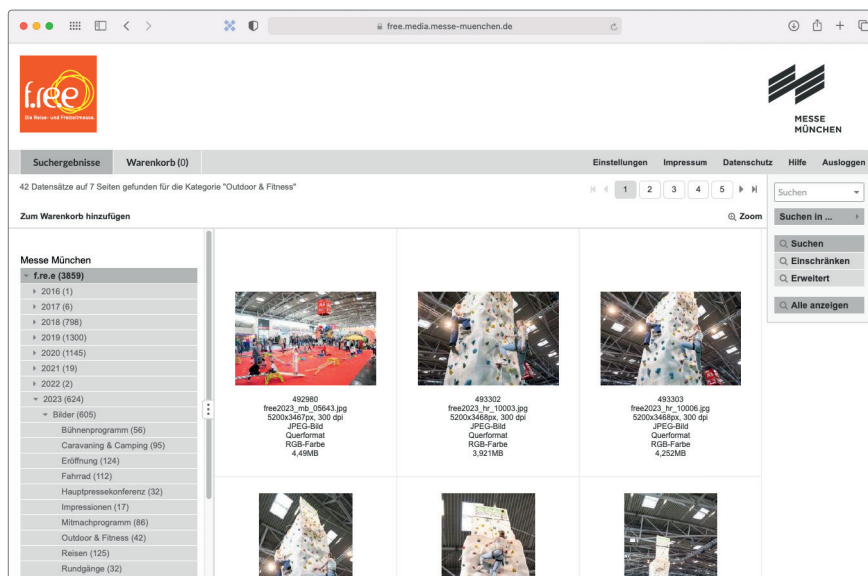 free.media.messe-muenchen.de
f.re.e
Die Reise- und Freizeitmesse.
MESSE
MÜNCHEN
Suchergebnisse Warenkorb (0) Einstellungen Impressum Datenschutz Hilfe Ausloggen
42 Datensätze auf 7 Seiten gefunden für die Kategorie "Outdoor & Fitness" 1 2 3 4 5
Zum Warenkorb hinzufügen Zoom
Suchen
Suchen in ...
Suchen
Einschränken
Erweitert
Alle anzeigen
Messe München
f.re.e (3859)
2016 (1)
2017 (6)
2018 (798)
2019 (1300)
2020 (1145)
2021 (19)
2022 (2)
2023 (624)
Bilder (605)
Bühnenprogramm (56)
Caravaning & Camping (95)
Eröffnung (124)
Fahrrad (112)
Hauptpressekonferenz (32)
Impressionen (17)
Mitmachprogramm (86)
Outdoor & Fitness (42)
Reisen (125)
Rundgänge (32)
492980
free2023_mb_05643.jpg
5200x3467px, 300 dpi
JPEG-Bild
Querformat
RGB-Farbe
4,49MB
493302
free2023_hr_10003.jpg
5200x3468px, 300 dpi
JPEG-Bild
Querformat
RGB-Farbe
3,921MB
493303
free2023_hr_10006.jpg
5200x3468px, 300 dpi
JPEG-Bild
Querformat
RGB-Farbe
4,252MB